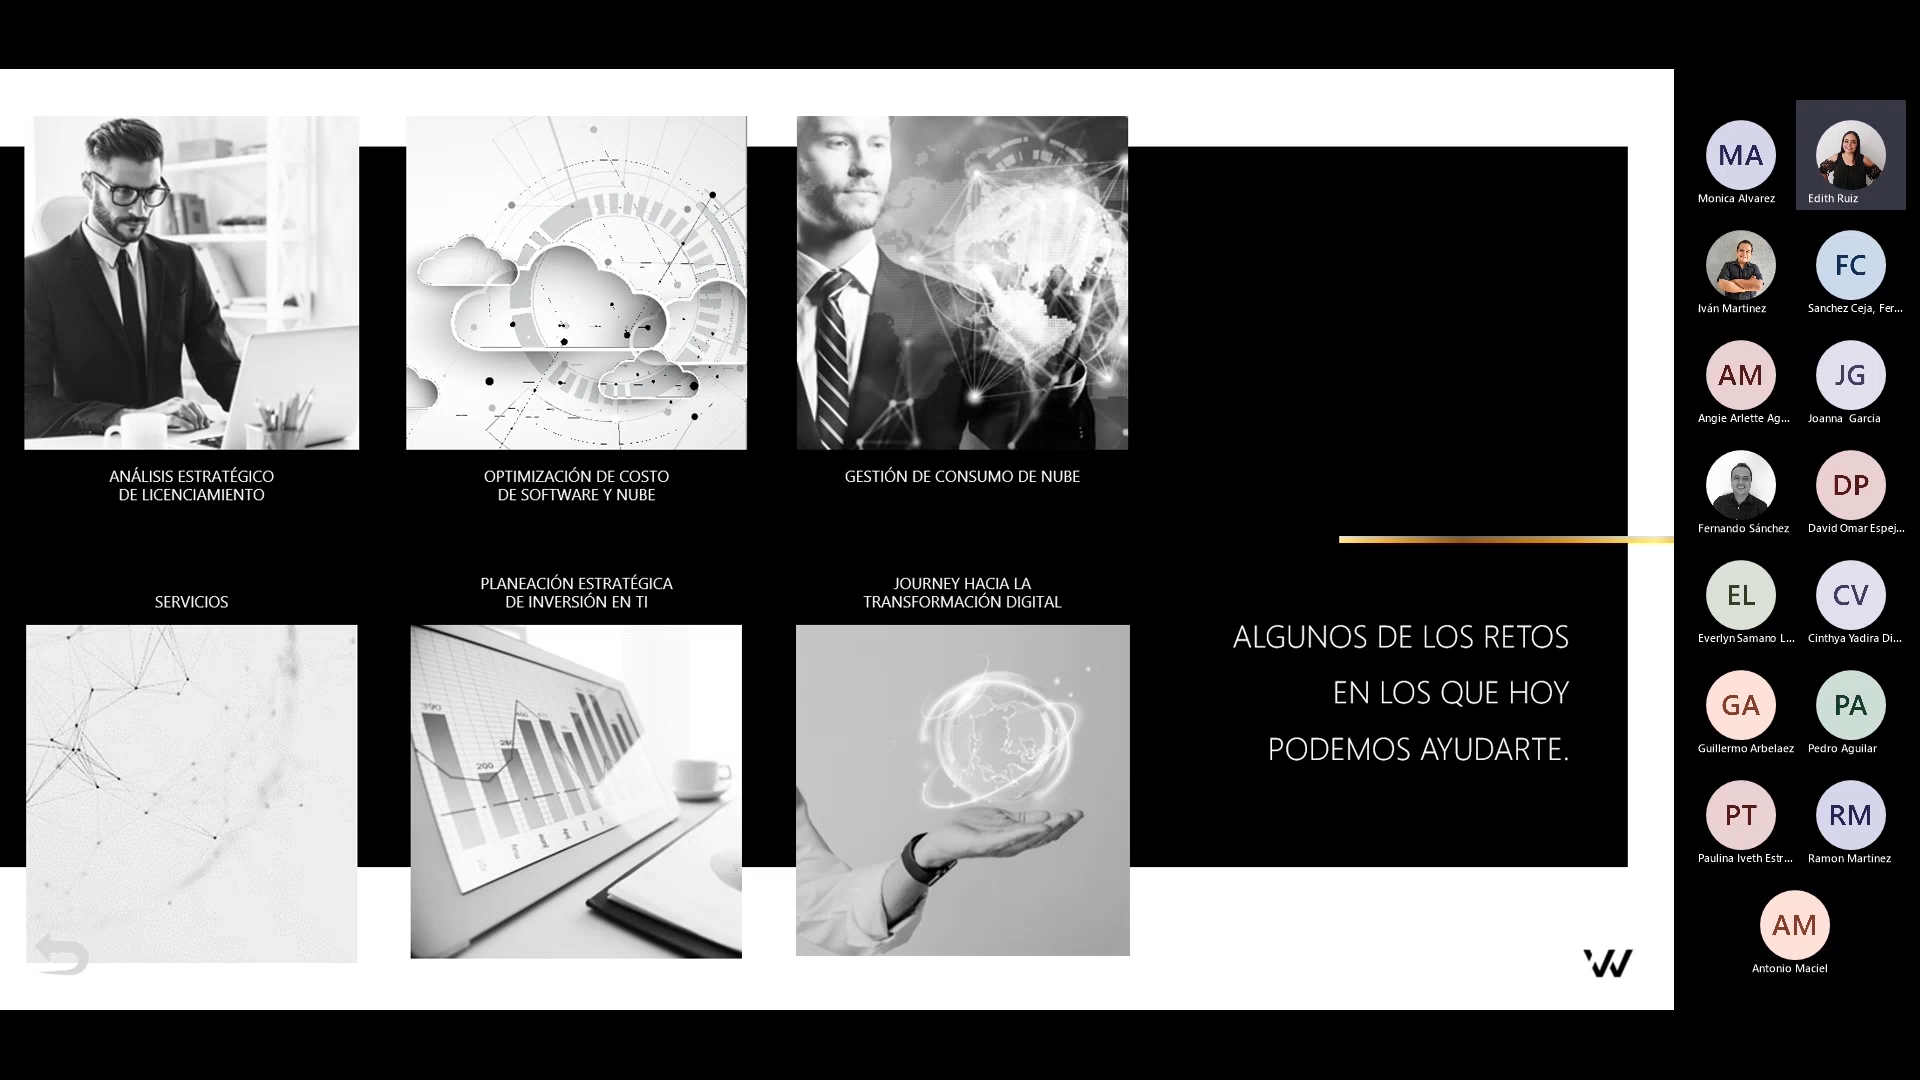 ANÁLISIS ESTRATÉGICO
DE LICENCIAMIENTO
OPTIMIZACIÓN DE COSTO
DE SOFTWARE Y NUBE
GESTIÓN DE CONSUMO DE NUBE
SERVICIOS
PLANEACIÓN ESTRATÉGICA
DE INVERSIÓN EN TI
JOURNEY HACIA LA
TRANSFORMACIÓN DIGITAL
390
200
ALGUNOS DE LOS RETOS
EN LOS QUE HOY
PODEMOS AYUDARTE.
MA
Monica Alvarez
Edith Ruiz
Iván Martinez
FC
Sanchez Ceja, Fer...
AM
Angie Arlette Ag...
JG
Joanna Garcia
Fernando Sánchez
DP
David Omar Espej...
EL
Everlyn Samano L...
CV
Cinthya Yadira Di...
GA
Guillermo Arbelaez
PA
Pedro Aguilar
PT
Paulina Iveth Estr...
RM
Ramon Martinez
AM
Antonio Maciel